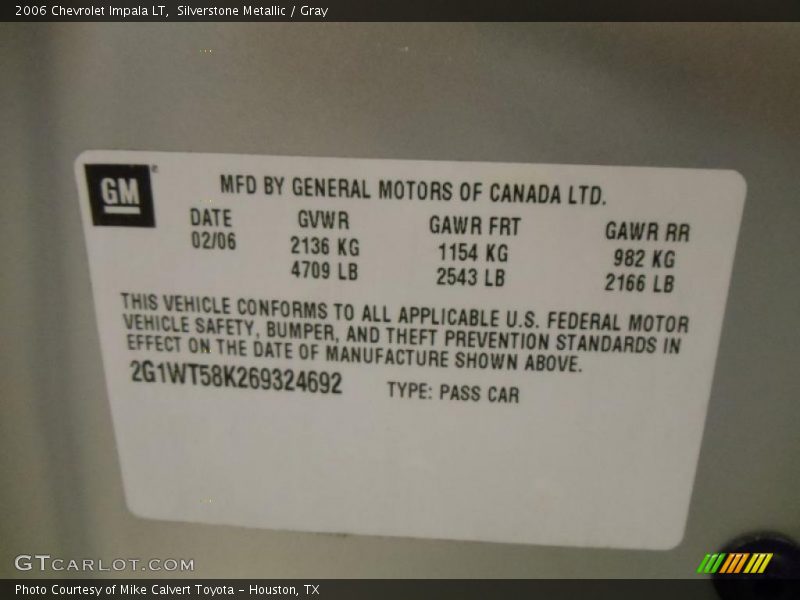 2006 Chevrolet Impala LT, Silverstone Metallic / Gray
GM
MFD BY GENERAL MOTORS OF CANADA LTD.
DATE GVWR GAWR FRT GAWR RR
02/06 2136 KG 1154 KG 982 KG
4709 LB 2543 LB 2166 LB
THIS VEHICLE CONFORMS TO ALL APPLICABLE U.S. FEDERAL MOTOR
VEHICLE SAFETY, BUMPER, AND THEFT PREVENTION STANDARDS IN
EFFECT ON THE DATE OF MANUFACTURE SHOWN ABOVE.
2G1WT58K269324692 TYPE: PASS CAR
GTCARLOT.COM
Photo Courtesy of Mike Calvert Toyota - Houston, TX